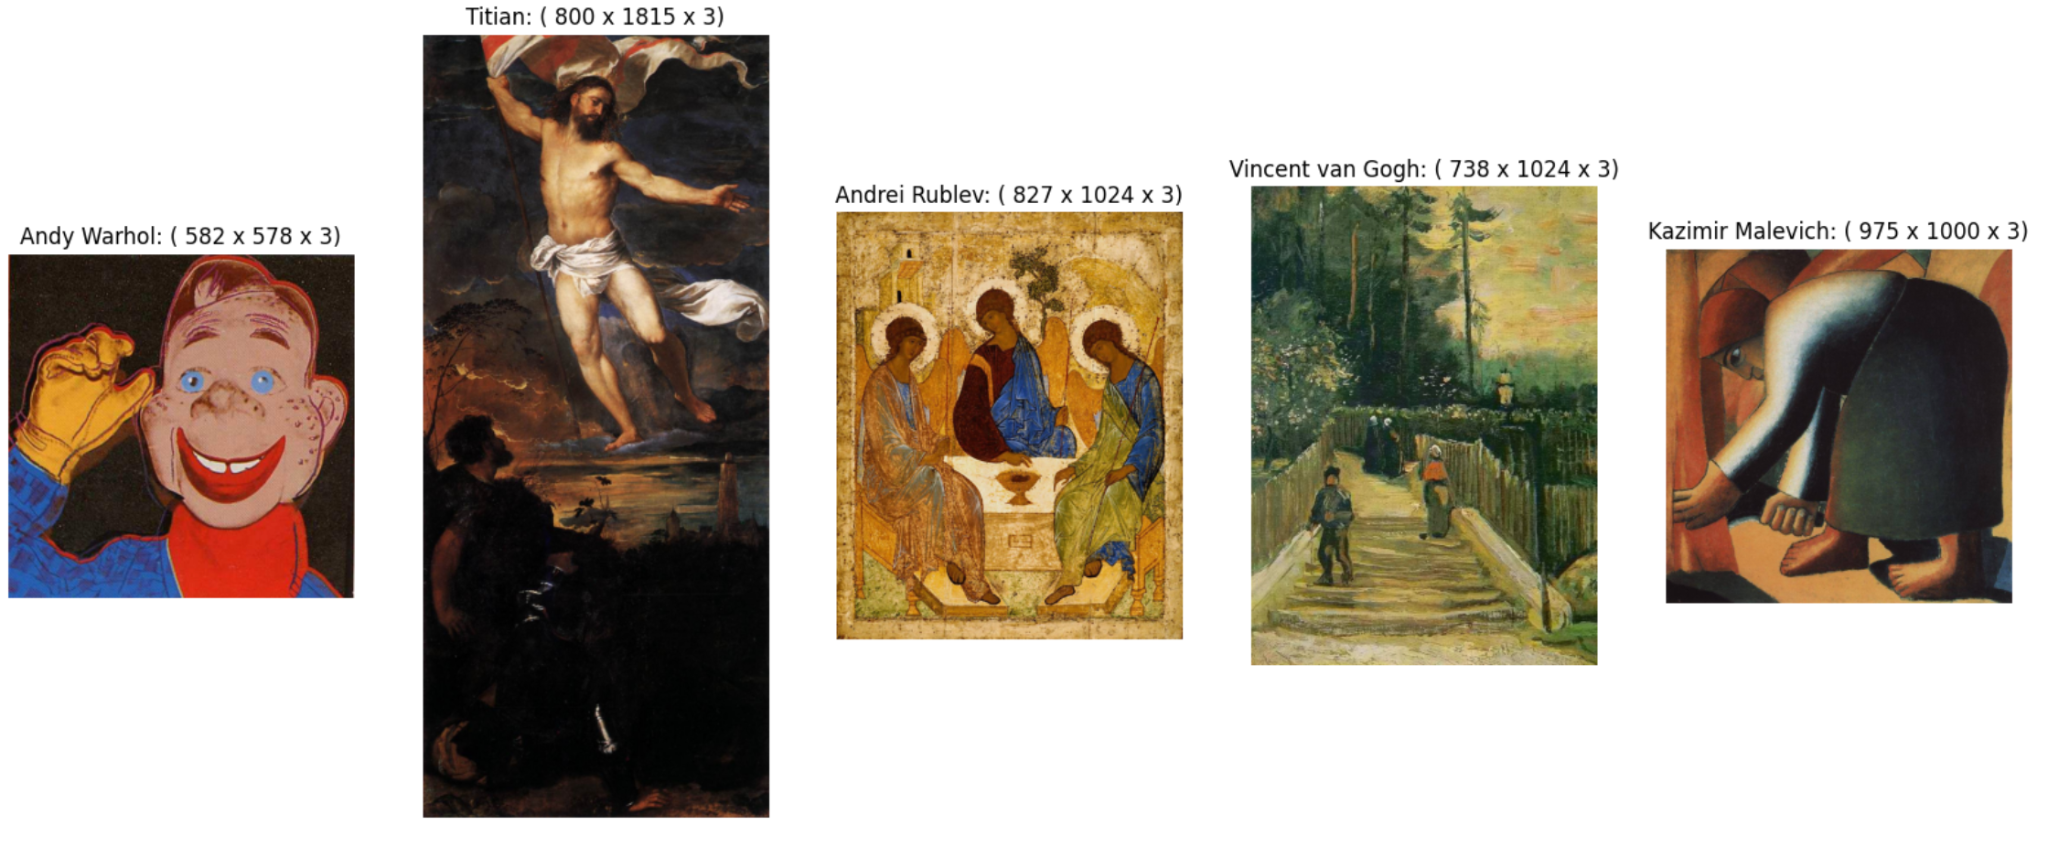 Andy Warhol: ( 582 x 578 x 3)
Titian: ( 800 x 1815 x 3)
Andrei Rublev: ( 827 x 1024 x 3)
Vincent van Gogh: ( 738 x 1024 x 3)
Kazimir Malevich: ( 975 x 1000 x 3)